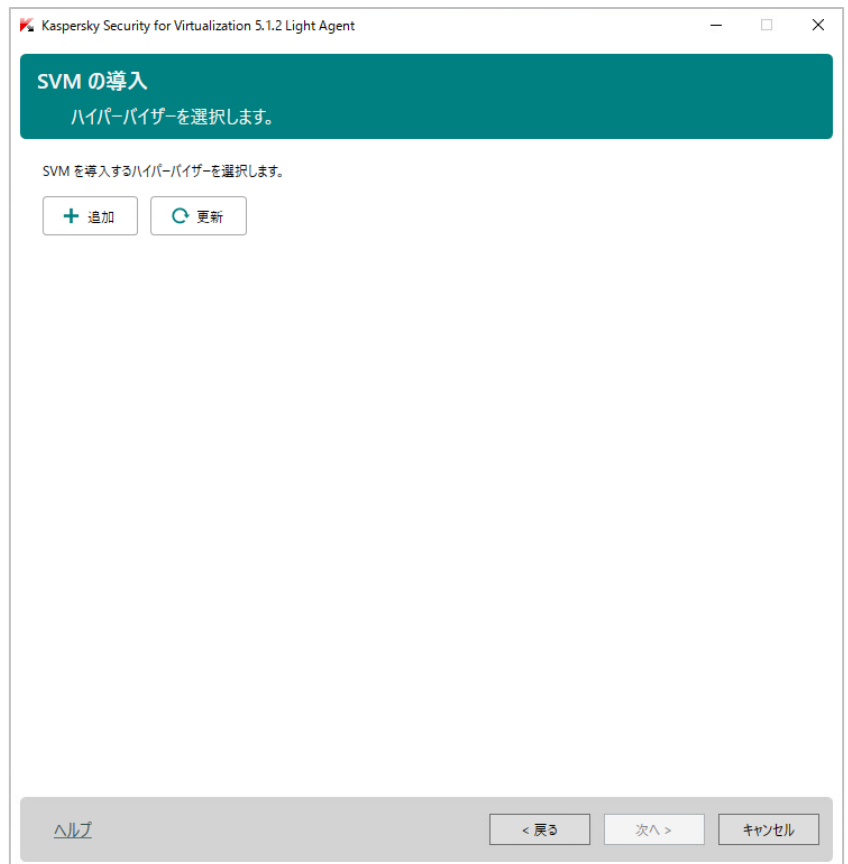 Kaspersky Security for Virtualization 5.1.2 Light Agent
SVM の導入
ハイパーバイザーを選択します。
SVM を導入するハイパーバイザーを選択します。
追加
更新
ヘルプ
< 戻る
次へ >
キャンセル